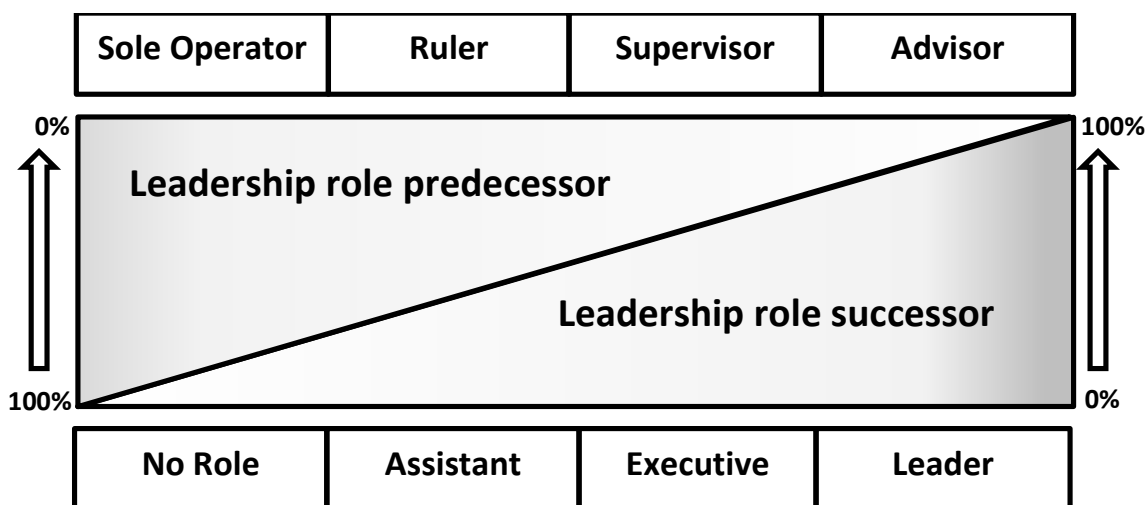 Sole Operator Ruler Supervisor Advisor
0% 100%
Leadership role predecessor
Leadership role successor
100% 0%
No Role Assistant Executive Leader